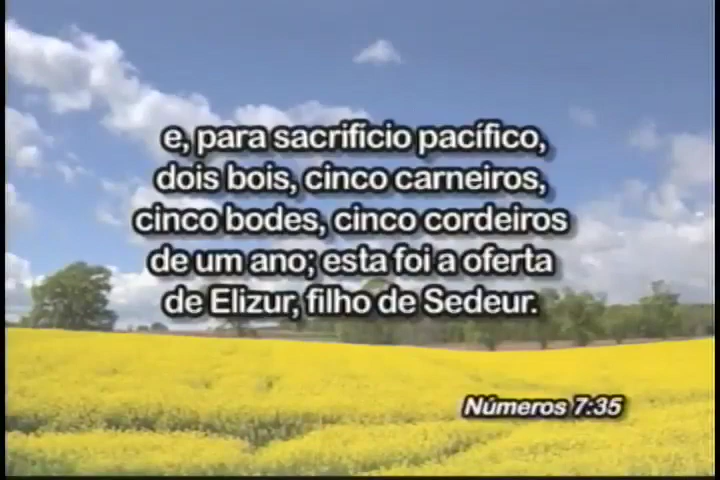 e, para sacrifício pacífico,
dois bois, cinco carneiros,
cinco bodes, cinco cordeiros
de um ano; esta foi a oferta
de Elizur, filho de Sedeur.
Números 7:35